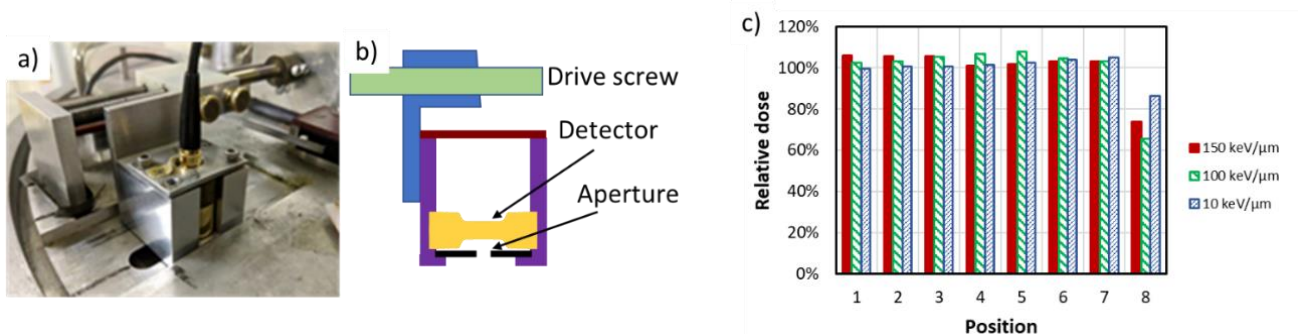 a)
b)
Drive screw
Detector
Aperture
c)
Relative dose
120%
100%
80%
60%
40%
20%
0%
1 2 3 4 5 6 7 8
Position
150 keV/µm
100 keV/µm
10 keV/µm